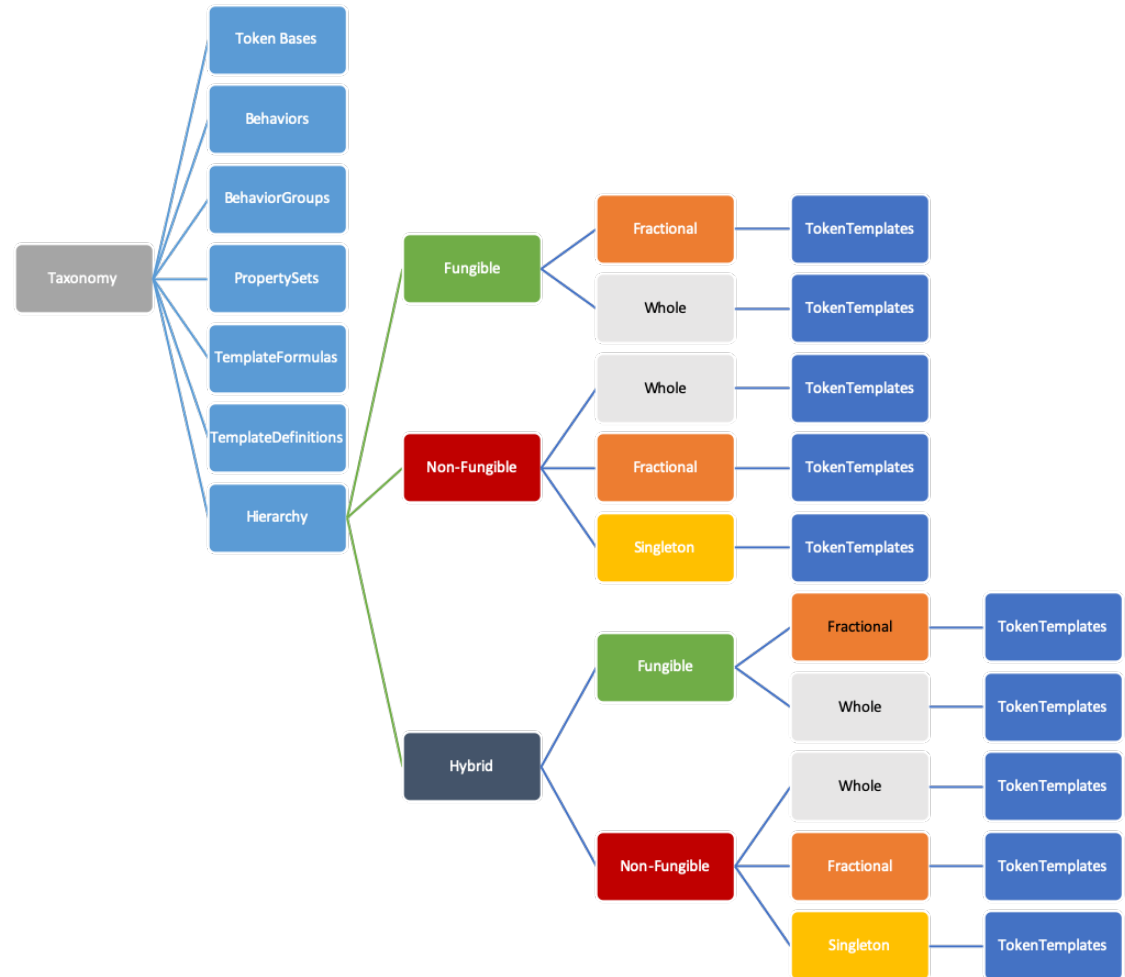 Token Bases
Behaviors
BehaviorGroups
Fractional
TokenTemplates
Taxonomy
PropertySets
Fungible
Whole
TokenTemplates
TemplateFormulas
Whole
TokenTemplates
TemplateDefinitions
Non-Fungible
Fractional
TokenTemplates
Hierarchy
Singleton
TokenTemplates
Fractional
TokenTemplates
Fungible
Whole
TokenTemplates
Hybrid
Whole
TokenTemplates
Non-Fungible
Fractional
TokenTemplates
Singleton
TokenTemplates